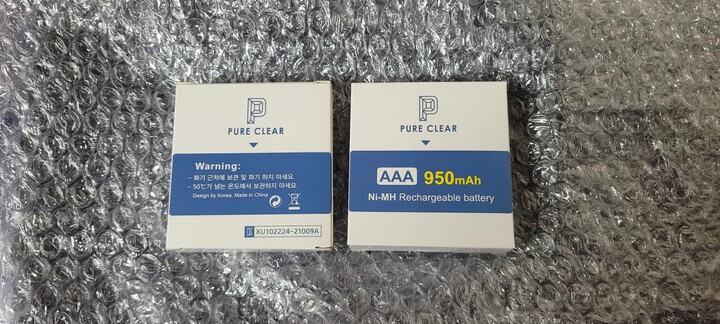 PURE CLEAR
Warning:
- 화기 근처에 보관 및 파기 하지 마세요.
- 50℃가 넘는 온도에서 보관하지 마세요.
Design by Korea, Made in China
XU102224-21009A
PURE CLEAR
AAA 950mAh
Ni-MH Rechargeable battery